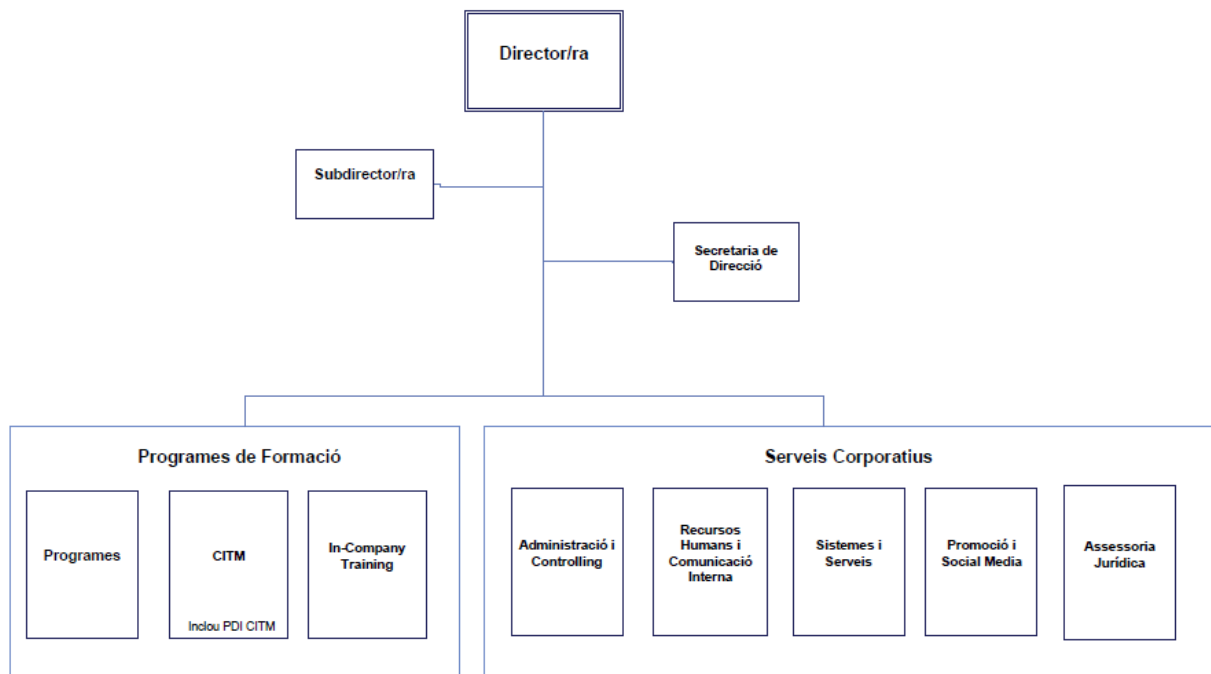 Director/ra
Subdirector/ra
Secretaria de
Direcció
Programes de Formació
Programes
CITM
Inclou PDI CITM
In-Company
Training
Serveis Corporatius
Administració i
Controlling
Recursos
Humans i
Comunicació
Interna
Sistemes i
Serveis
Promoció i
Social Media
Assessoria
Jurídica